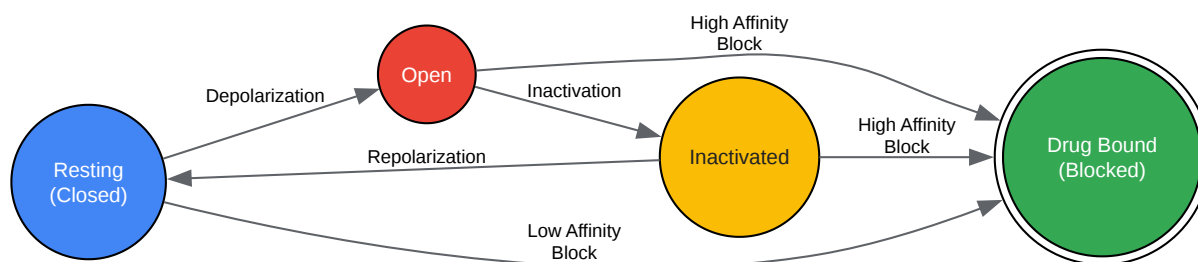 High Affinity
Block
Open
Depolarization
Inactivation
High Affinity
Block
Drug Bound
(Blocked)
Resting
(Closed)
Repolarization
Inactivated
Low Affinity
Block